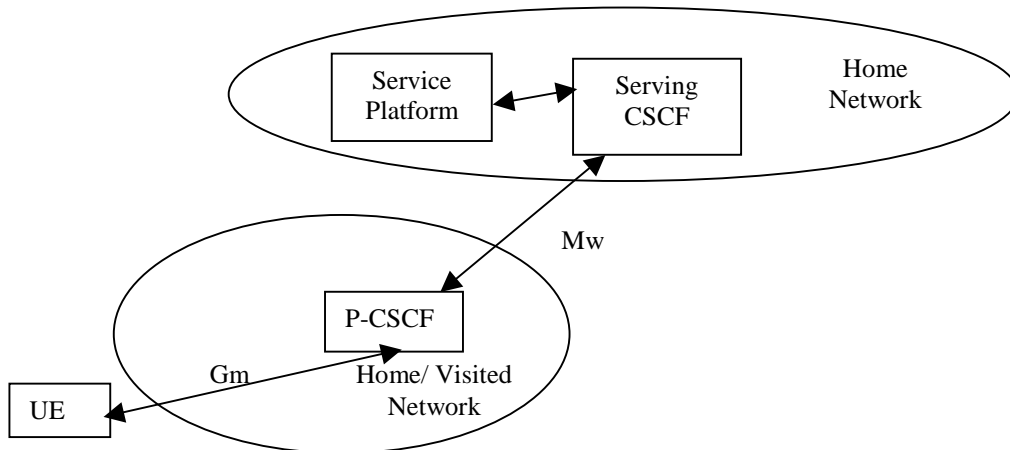 Service
Platform
Serving
CSCF
Home
Network
Mw
P-CSCF
Gm
Home/ Visited
Network
UE